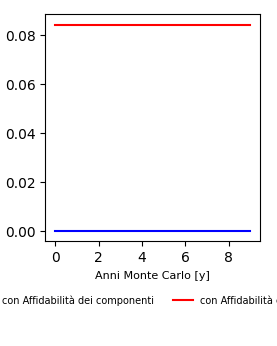 0.08
0.06
0.04
0.02
0.00
0 2 4 6 8
Anni Monte Carlo [y]
con Affidabilità dei componenti con Affidabilità